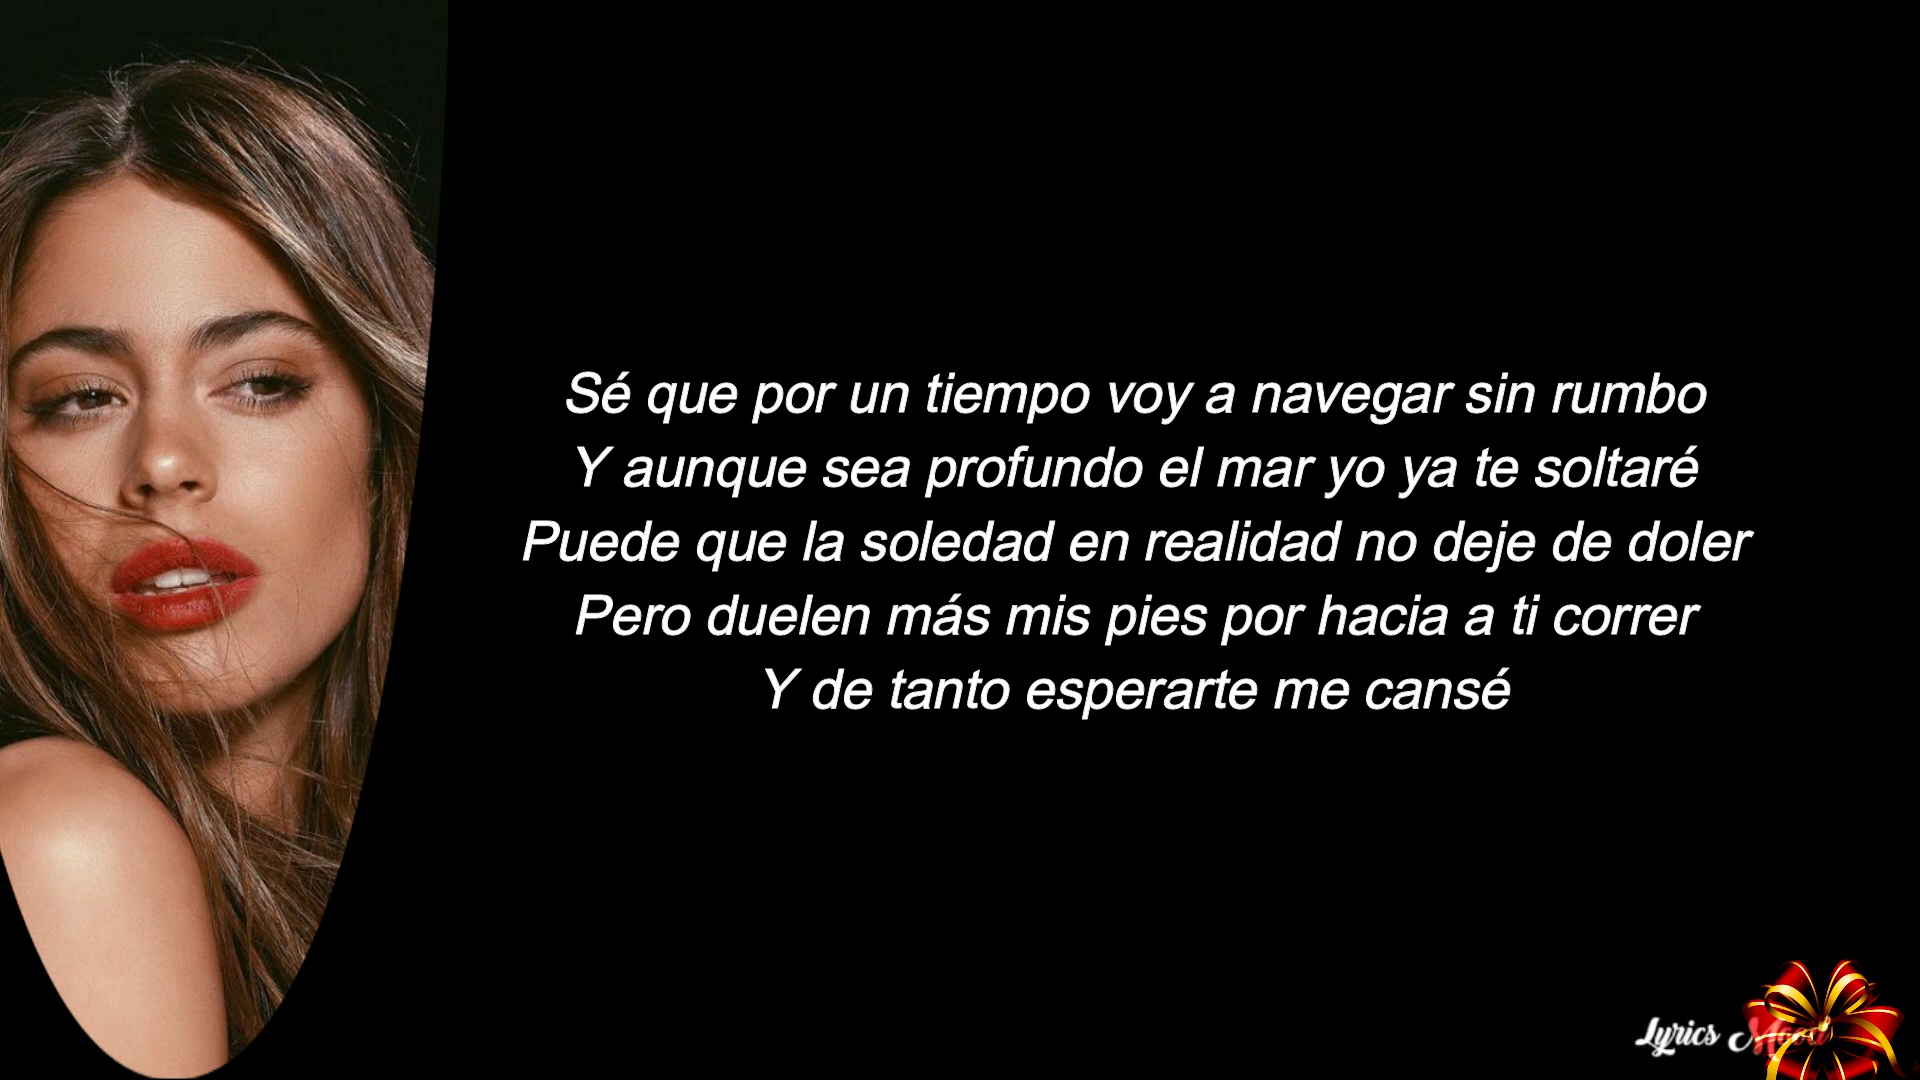 Sé que por un tiempo voy a navegar sin rumbo
Y aunque sea profundo el mar yo ya te soltaré
Puede que la soledad en realidad no deje de doler
Pero duelen más mis pies por hacia a ti correr
Y de tanto esperarte me cansé
Lyrics Mood